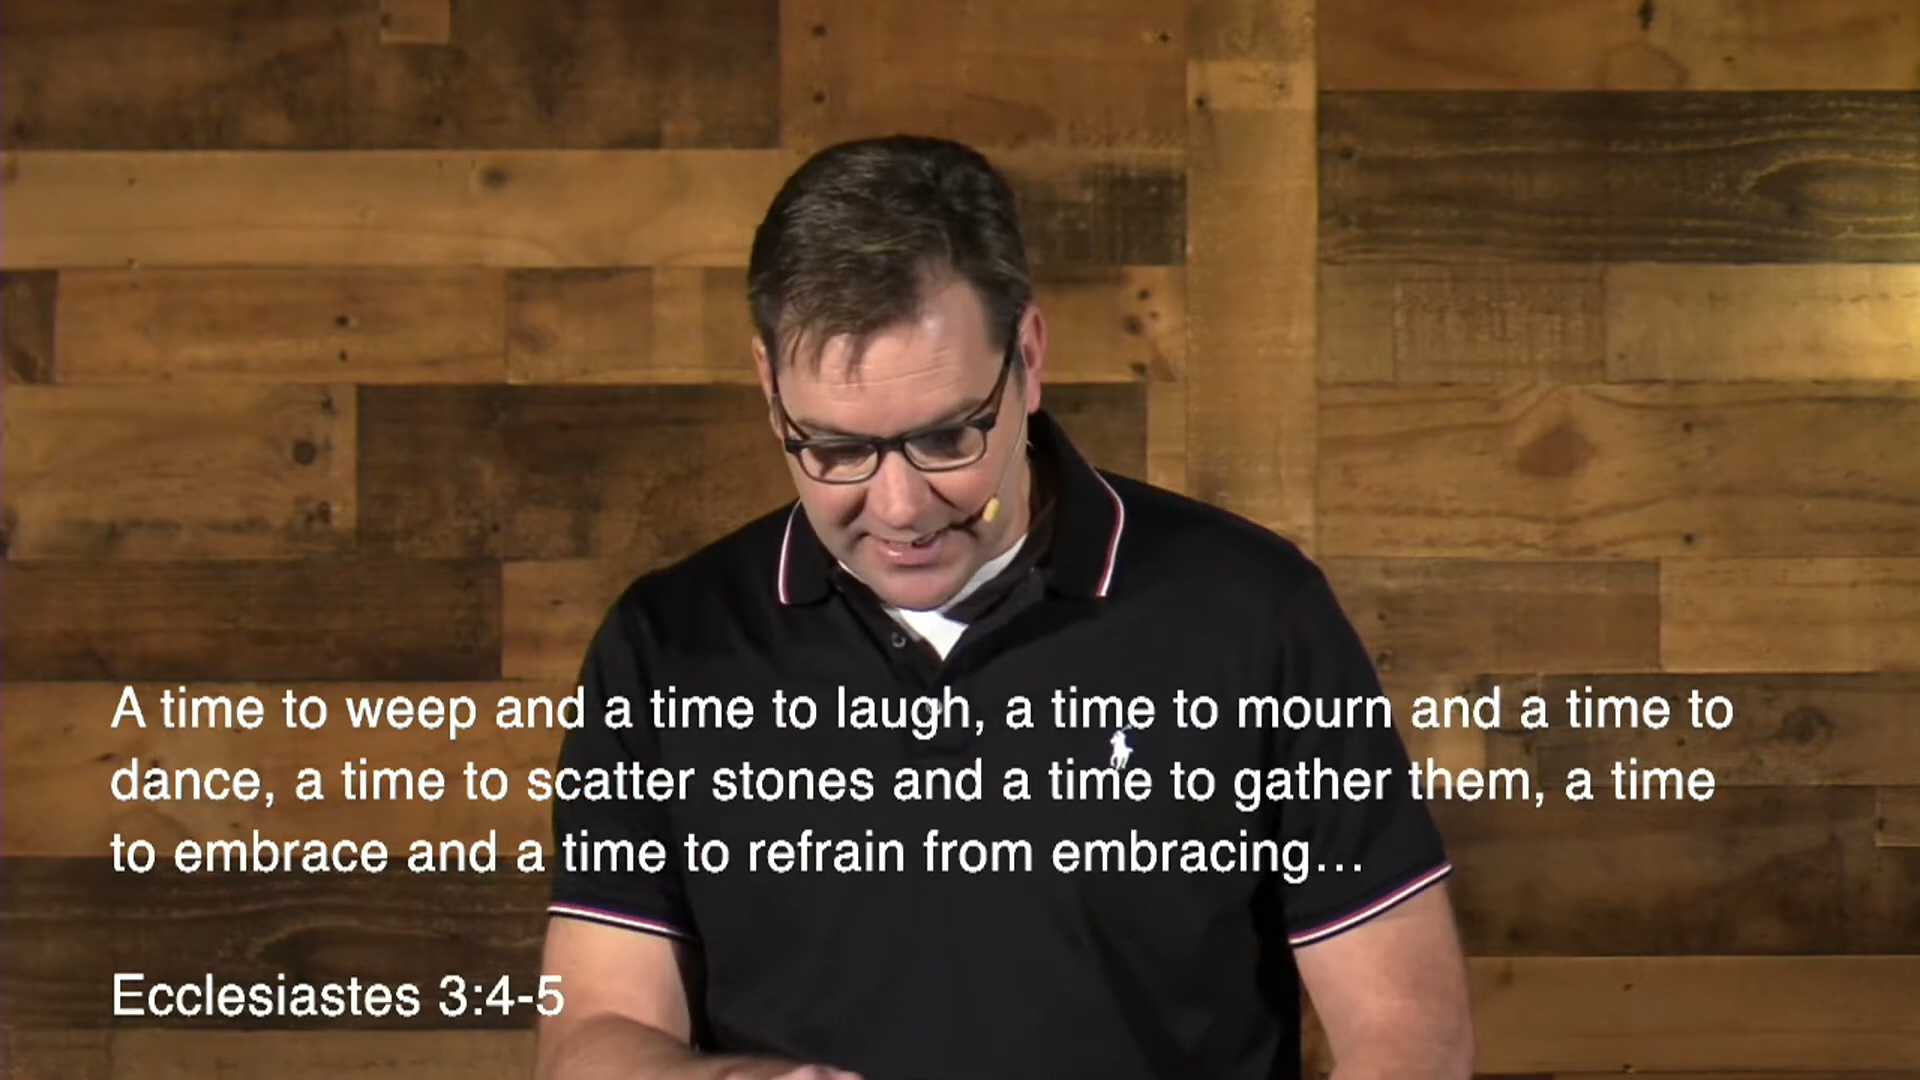 A time to weep and a time to laugh, a time to mourn and a time to
dance, a time to scatter stones and a time to gather them, a time
to embrace and a time to refrain from embracing…
Ecclesiastes 3:4-5